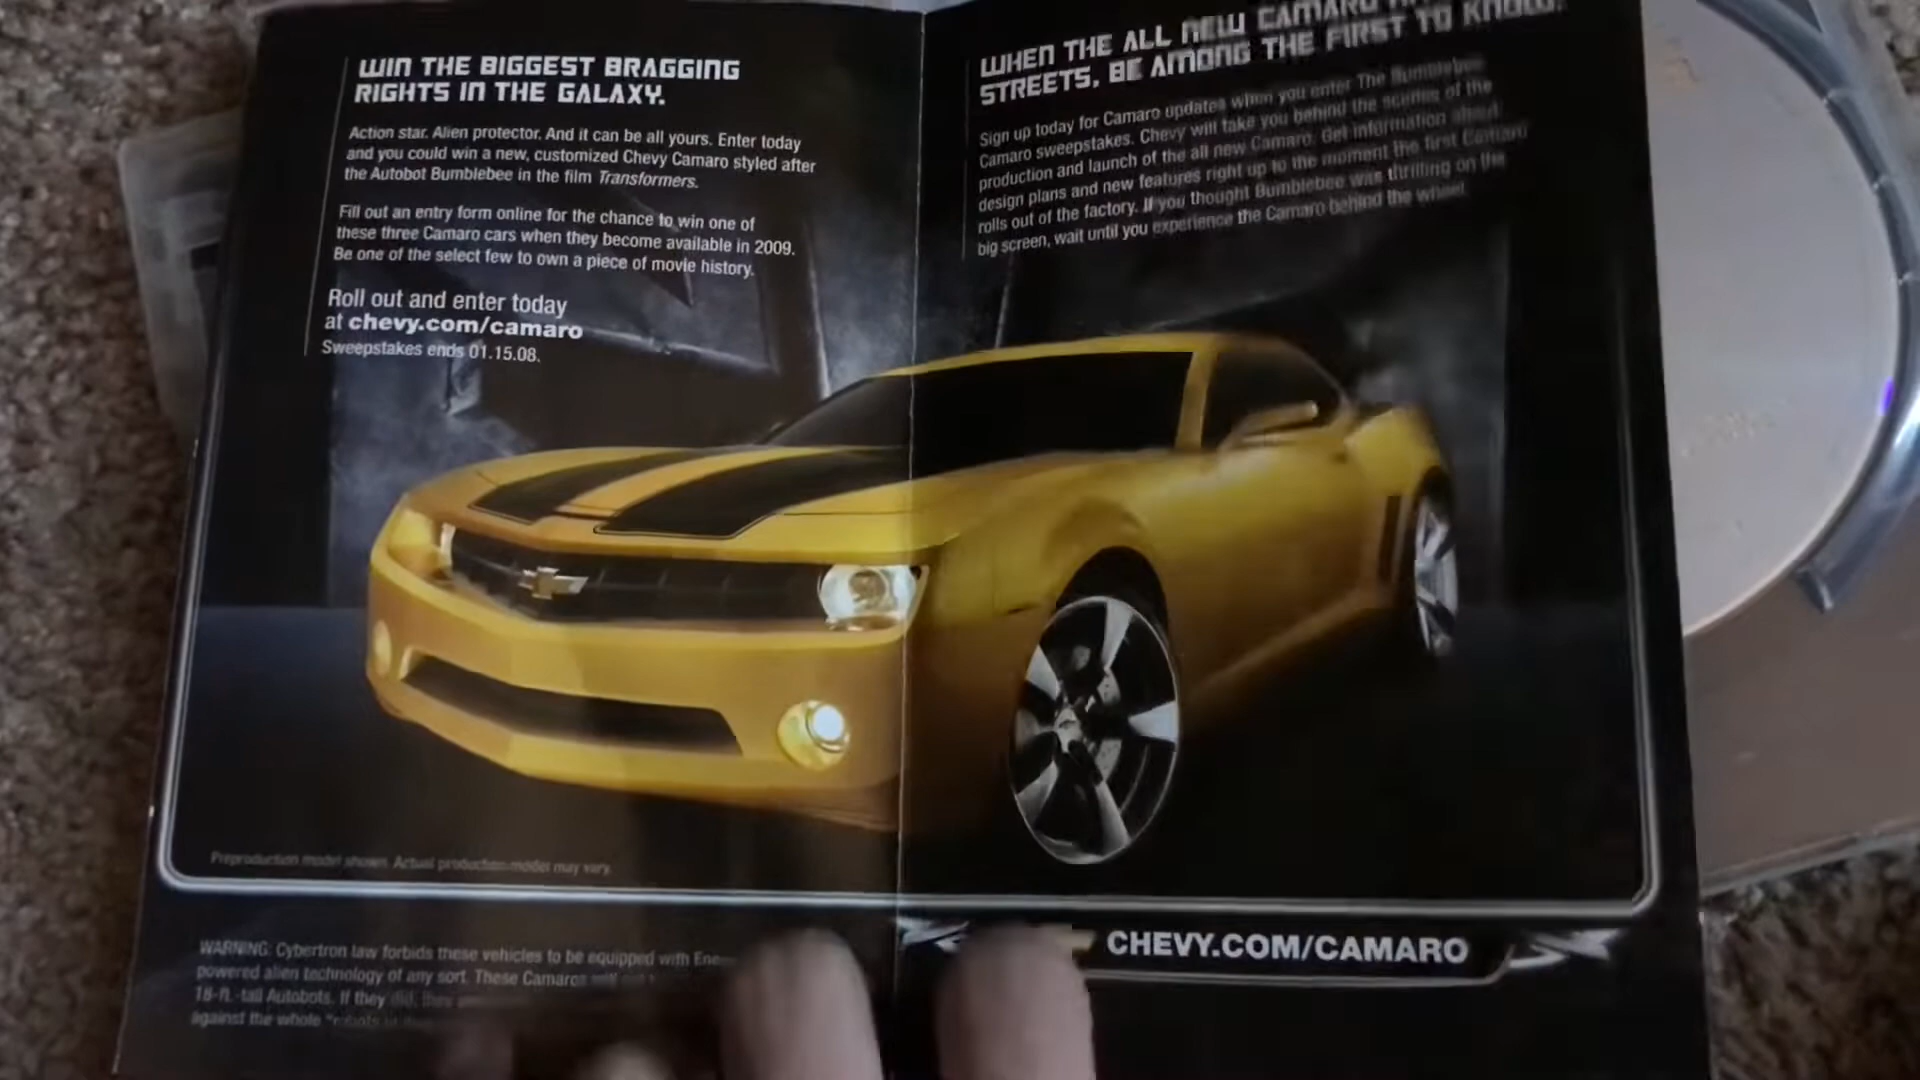 WIN THE BIGGEST BRAGGING
RIGHTS IN THE GALAXY.
Action star. Alien protector. And it can be all yours. Enter today
and you could win a new, customized Chevy Camaro styled after
the Autobot Bumblebee in the film Transformers.
Fill out an entry form online for the chance to win one of
these three Camaro cars when they become available in 2009.
Be one of the select few to own a piece of movie history.
Roll out and enter today
at chevy.com/camaro
Sweepstakes ends 01.15.08.
WHEN THE ALL NEW CAMARO
STREETS, BE AMONG THE FIRST TO KNOW.
Sign up today for Camaro updates when you enter The Bumblebee
Camaro sweepstakes. Chevy will take you behind the scenes of the
production and launch of the all new Camaro. Get information about
design plans and new features right up to the moment the first Camaro
rolls out of the factory. If you thought Bumblebee was thrilling on the
big screen, wait until you experience the Camaro behind the wheel.
Preproduction model shown. Actual production model may vary.
WARNING: Cybertron law forbids these vehicles to be equipped with
powered alien technology of any sort. These Camaros
16-ft.-tall Autobots. If they did, they
against the whole "robots
CHEVY.COM/CAMARO